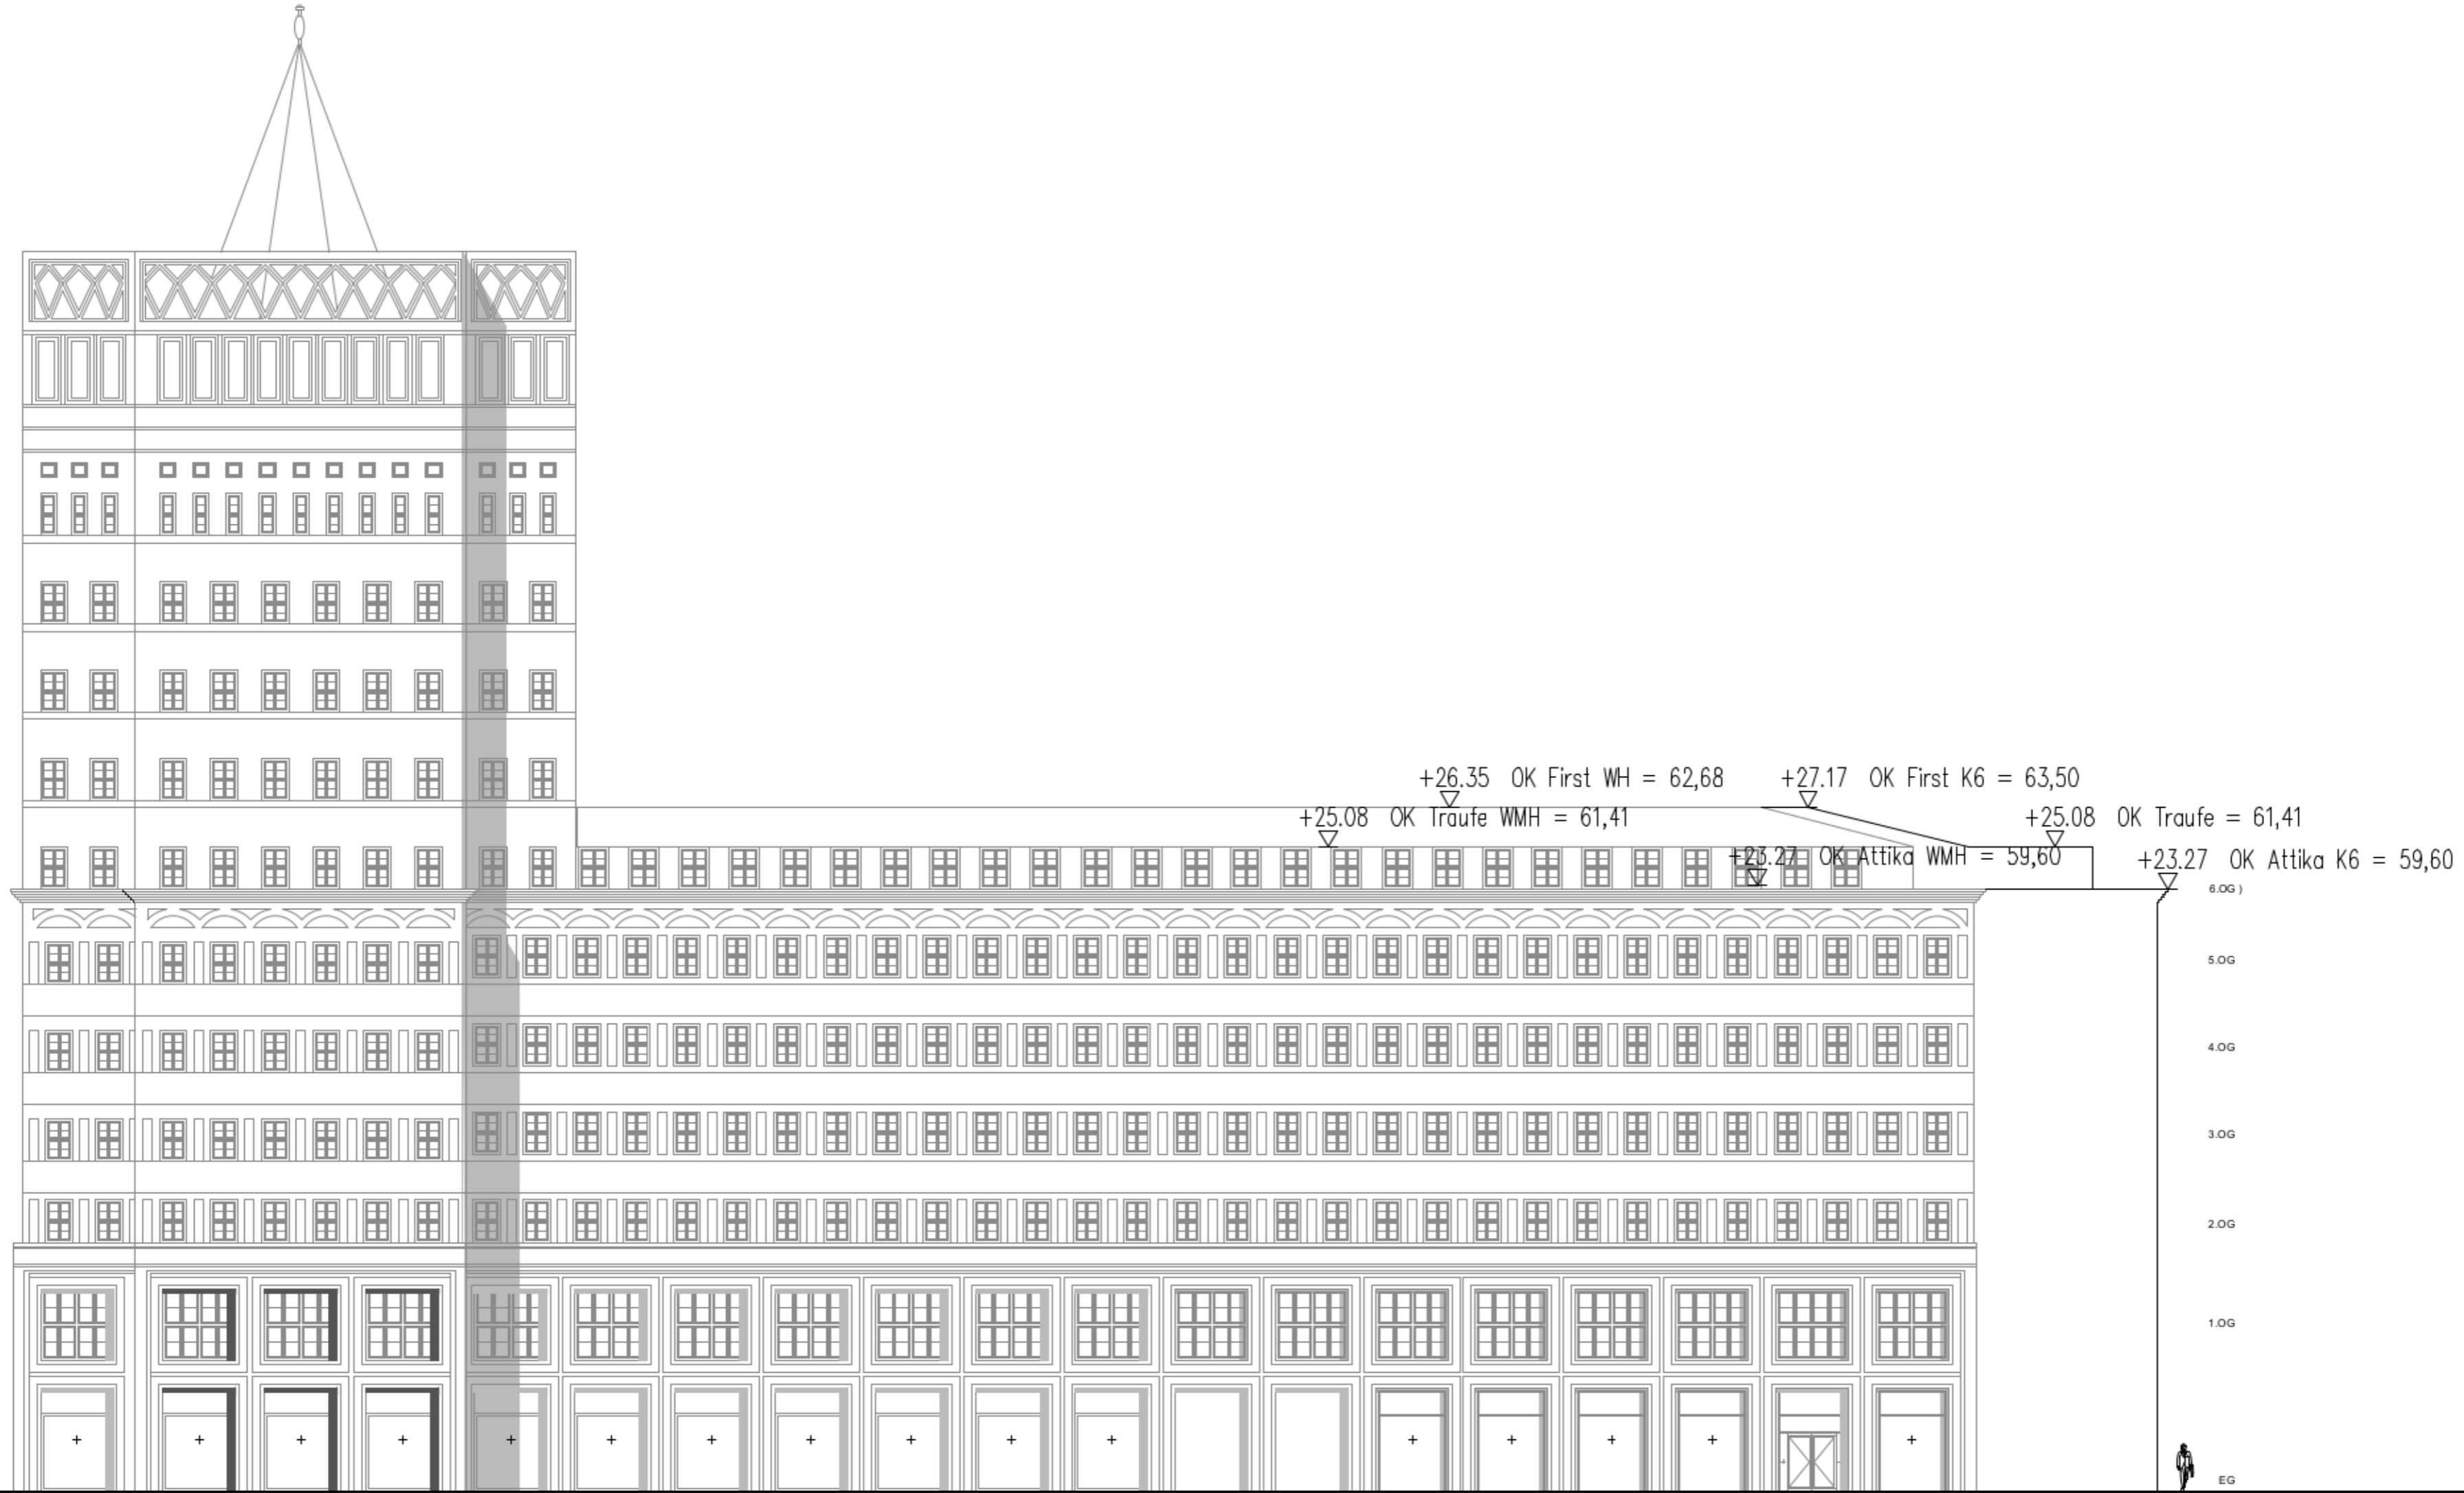 +26.35 OK First WH = 62,68
+27.17 OK First K6 = 63,50
+25.08 OK Traufe WMH = 61,41
+25.08 OK Traufe = 61,41
+23.27 OK Attika WMH = 59,60
+23.27 OK Attika K6 = 59,60
6.OG )
5.OG
4.OG
3.OG
2.OG
1.OG
EG